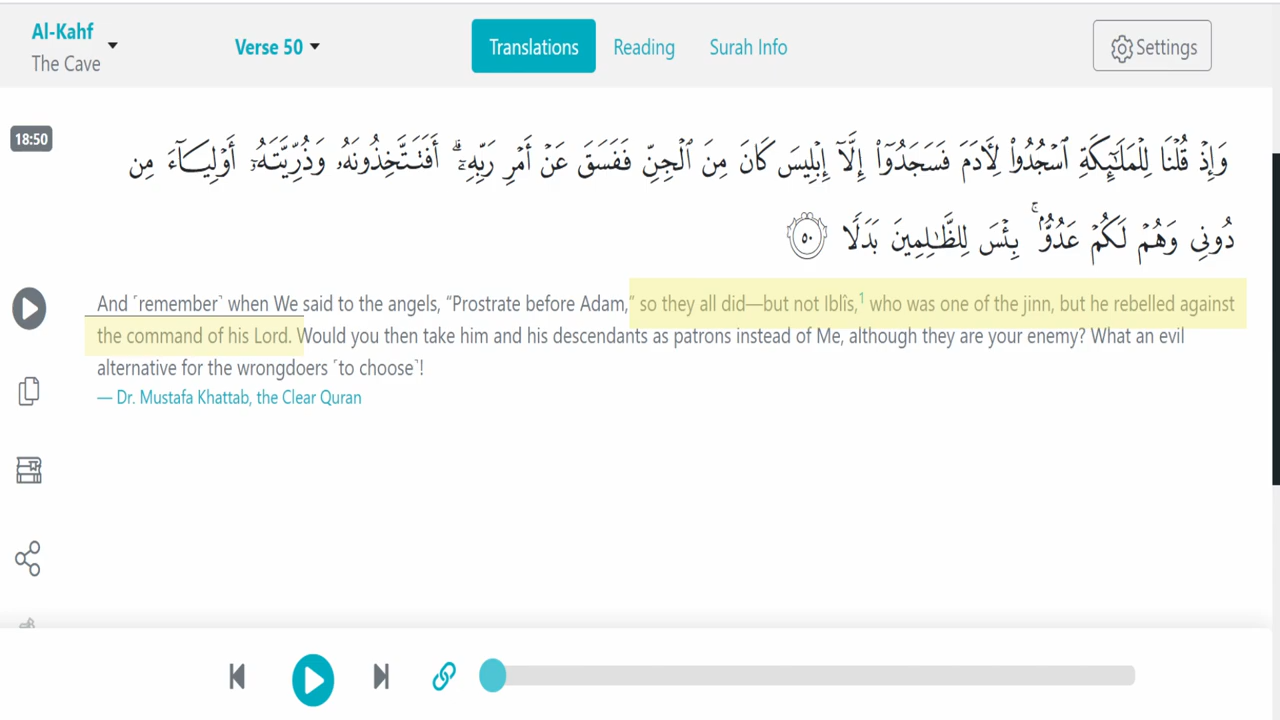 Al-Kahf
The Cave
Verse 50
Translations
Reading
Surah Info
Settings
18:50
وَإِذْ قُلْنَا لِلْمَلَـٰٓئِكَةِ ٱسْجُدُوا۟ لِـَٔادَمَ فَسَجَدُوٓا۟ إِلَّآ إِبْلِيسَ كَانَ مِنَ ٱلْجِنِّ فَفَسَقَ عَنْ أَمْرِ رَبِّهِۦٓ ۗ أَفَتَتَّخِذُونَهُۥ وَذُرِّيَّتَهُۥٓ أَوْلِيَآءَ مِن
دُونِى وَهُمْ لَكُمْ عَدُوٌّۢ ۚ بِئْسَ لِلظَّـٰلِمِينَ بَدَلًا ٥٠
And ˹remember˺ when We said to the angels, “Prostrate before Adam,” so they all did—but not Iblîs,¹ who was one of the jinn, but he rebelled against
the command of his Lord. Would you then take him and his descendants as patrons instead of Me, although they are your enemy? What an evil
alternative for the wrongdoers ˹to choose˺!
— Dr. Mustafa Khattab, the Clear Quran